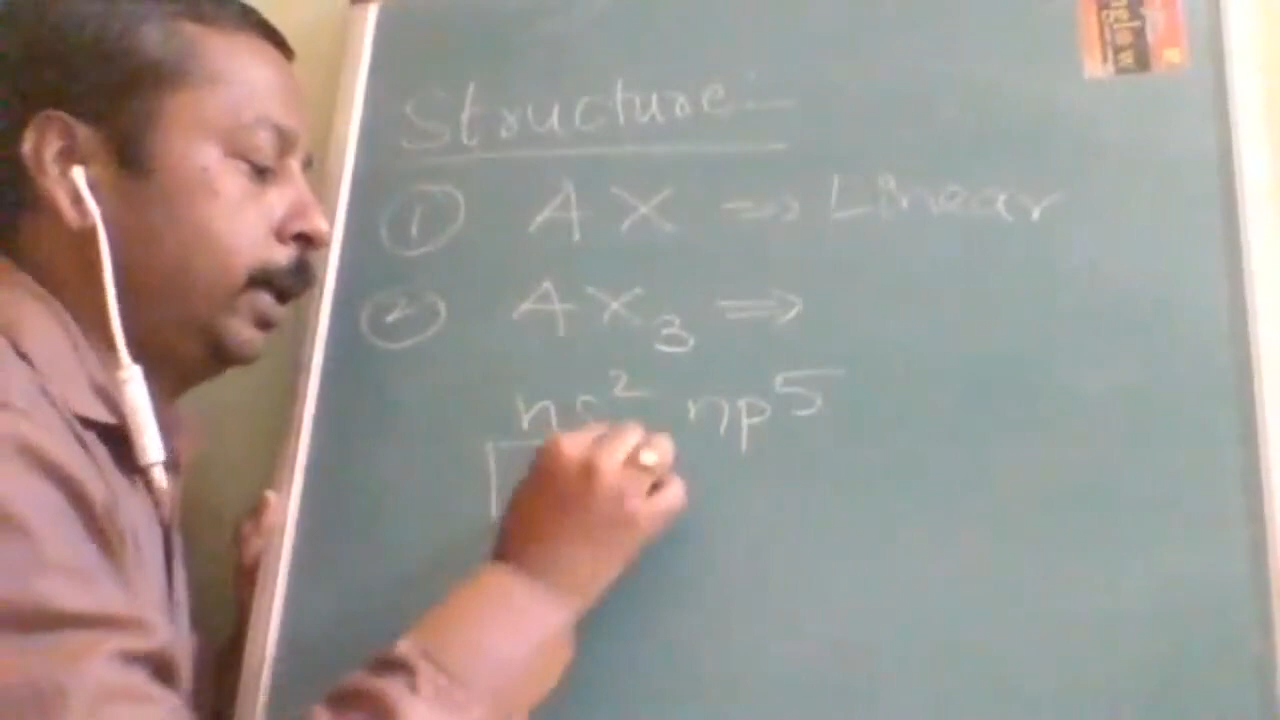 Structure
① AX ⇒ Linear
② AX₃ ⇒
ns² np⁵